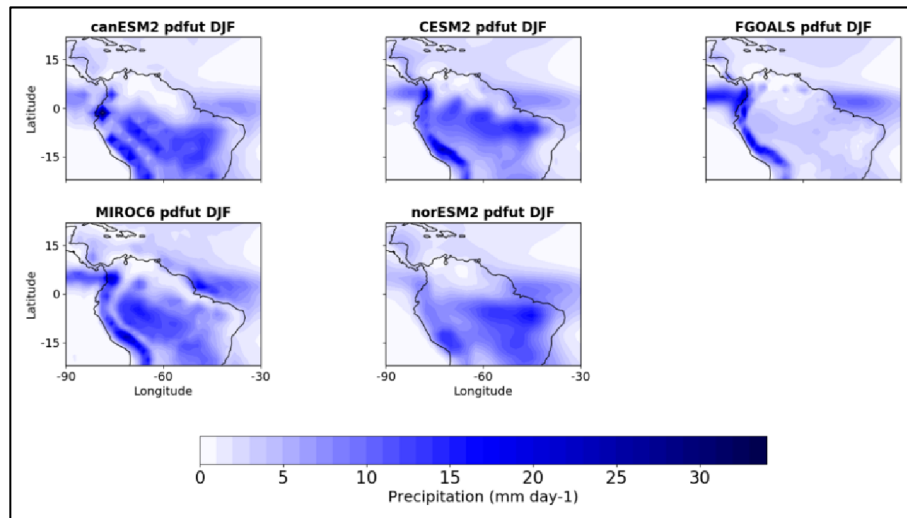 canESM2 pdfut DJF
CESM2 pdfut DJF
FGOALS pdfut DJF
15
0
-15
Latitude
MIROC6 pdfut DJF
norESM2 pdfut DJF
15
0
-15
Latitude
-90 -60 -30
Longitude
-90 -60 -30
Longitude
0 5 10 15 20 25 30
Precipitation (mm day-1)